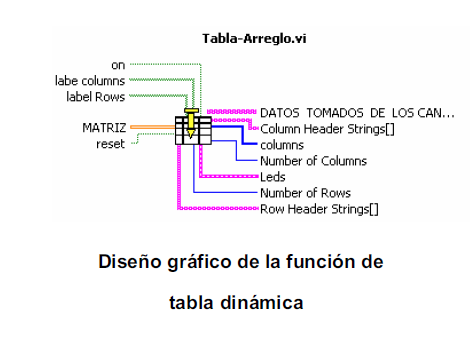 Tabla-Arreglo.vi
on
labe columns
label Rows
MATRIZ
reset
DATOS TOMADOS DE LOS CAN...
Column Header Strings[]
columns
Number of Columns
Leds
Number of Rows
Row Header Strings[]
Diseño gráfico de la función de
tabla dinámica